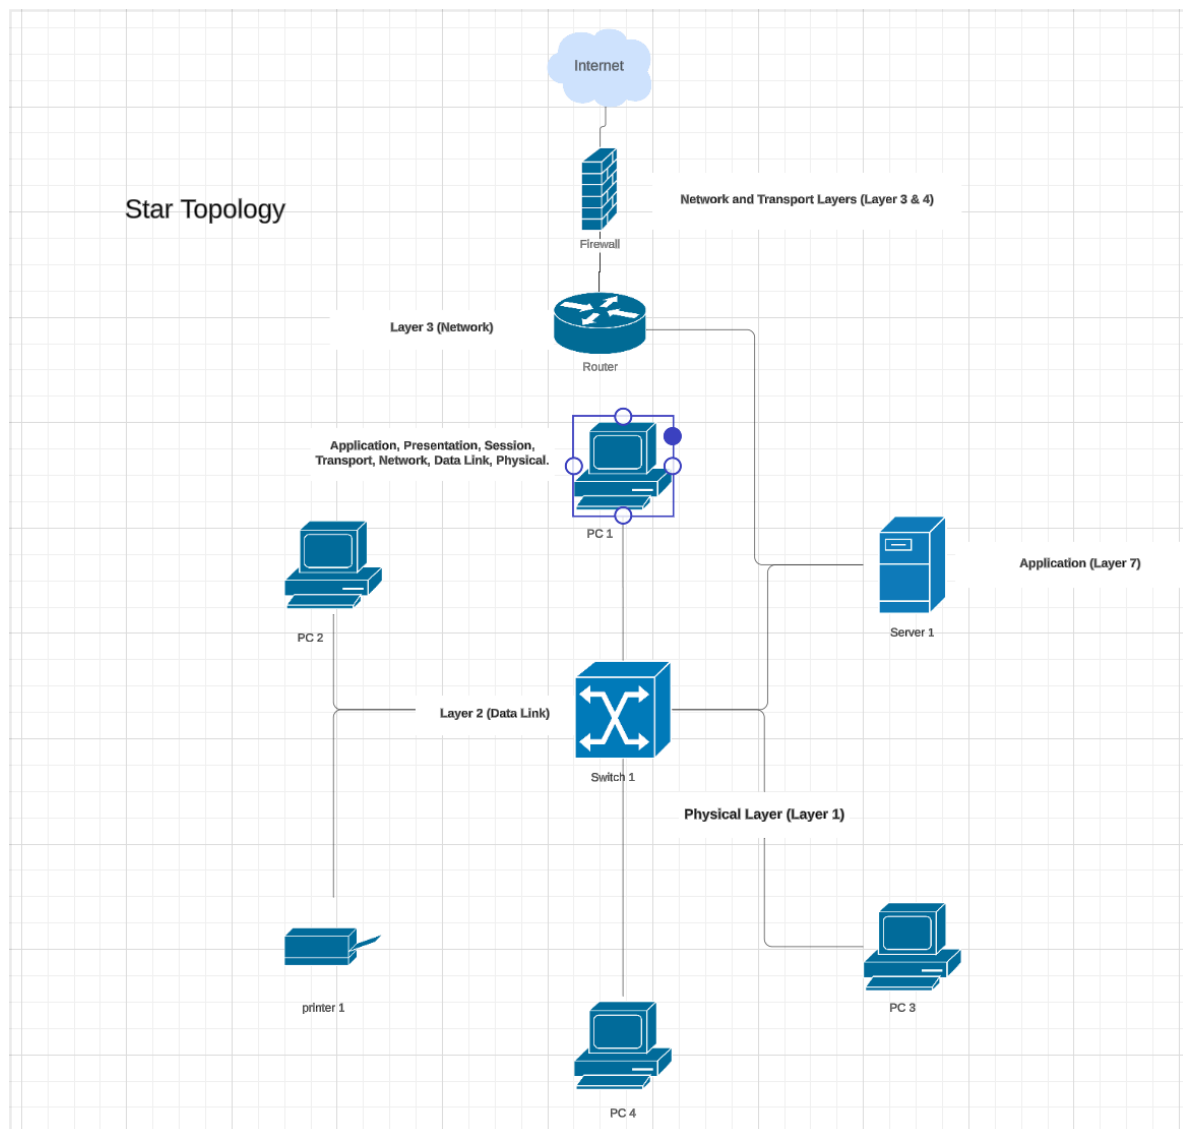 Internet
Star Topology
Network and Transport Layers (Layer 3 & 4)
Firewall
Layer 3 (Network)
Router
Application, Presentation, Session,
Transport, Network, Data Link, Physical.
PC 1
Application (Layer 7)
PC 2
Server 1
Layer 2 (Data Link)
Switch 1
Physical Layer (Layer 1)
printer 1
PC 3
PC 4